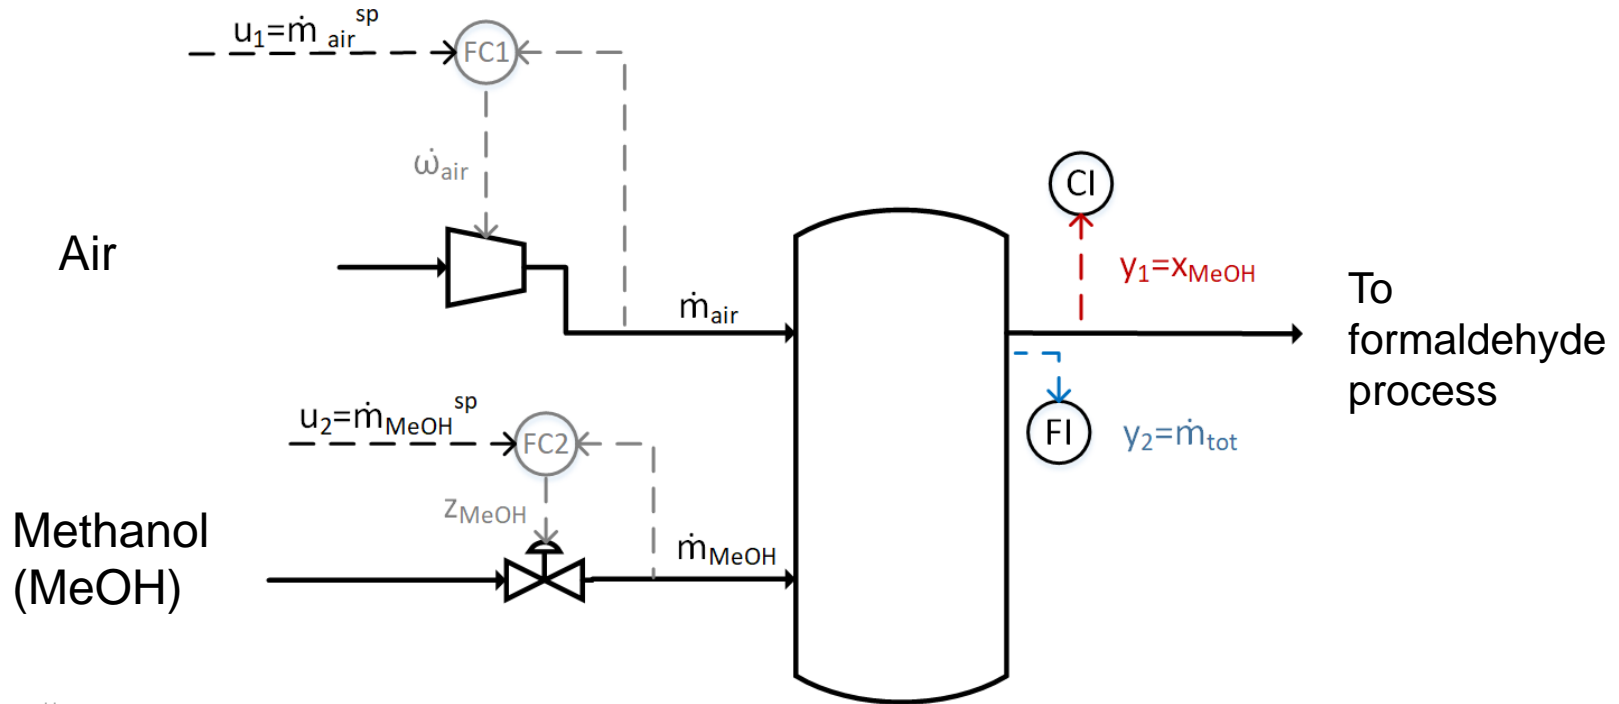 u₁=ṁ air^sp
FC1
ω̇air
Air
ṁair
CI
y₁=xMeOH
To
formaldehyde
process
u₂=ṁMeOH^sp
FC2
FI
y₂=ṁtot
zMeOH
Methanol
(MeOH)
ṁMeOH